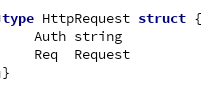 type HttpRequest struct {
    Auth string
    Req  Request
}